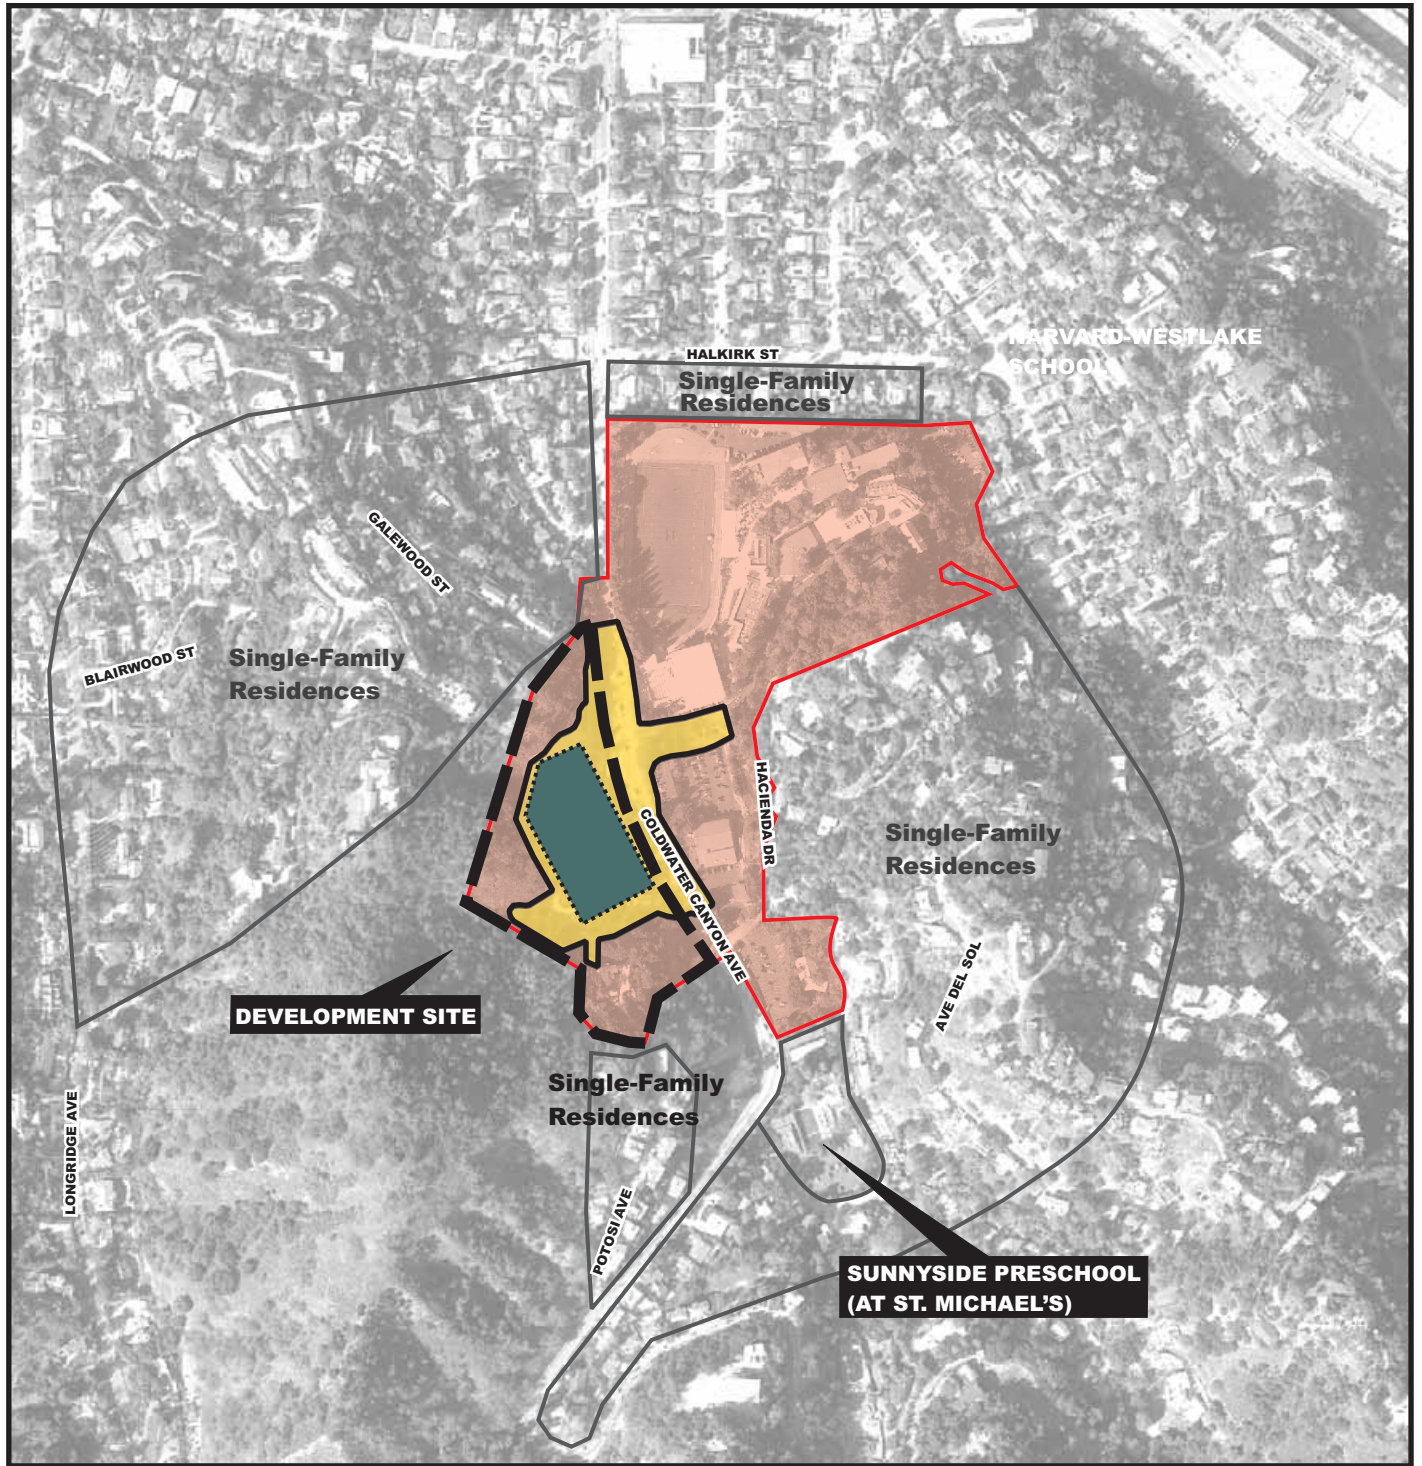 HALKIRK ST
Single-Family
Residences
HARVARD-WESTLAKE
SCHOOL
GALEWOOD ST
BLAIRWOOD ST
Single-Family
Residences
HACIENDA DR
COLDWATER CANYON AVE
Single-Family
Residences
AVE DEL SOL
DEVELOPMENT SITE
Single-Family
Residences
LONGRIDGE AVE
POTOSI AVE
SUNNYSIDE PRESCHOOL
(AT ST. MICHAEL'S)